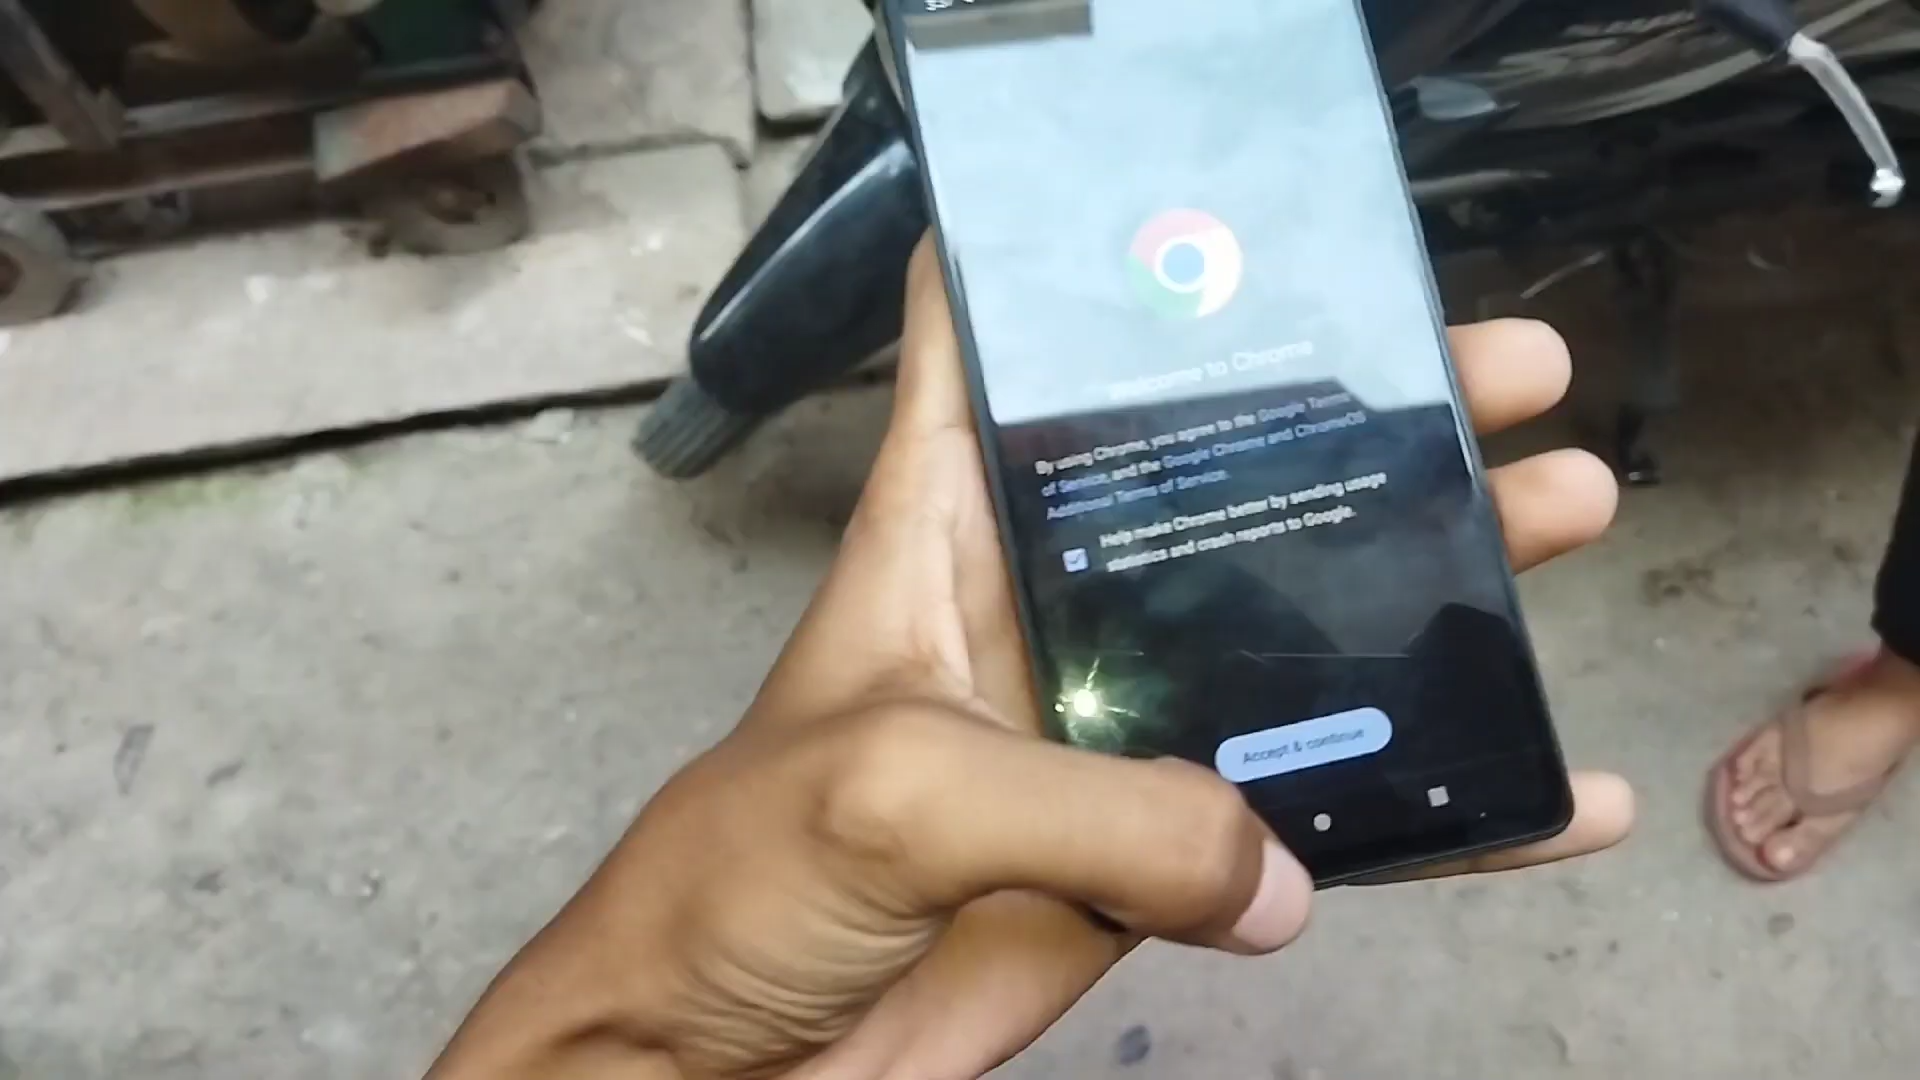 Welcome to Chrome
By using Chrome, you agree to the Google Terms
of Service, and the Google Chrome and ChromeOS
Additional Terms of Service.
Help make Chrome better by sending usage
statistics and crash reports to Google.
Accept & continue